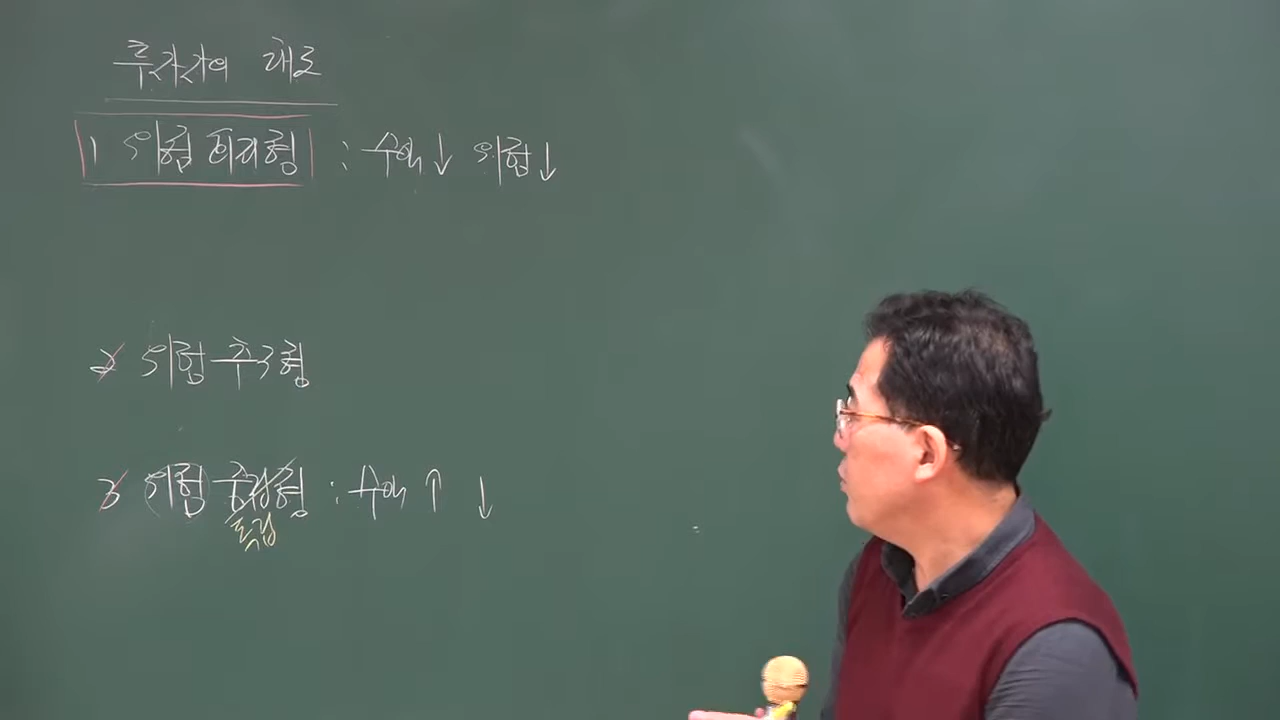 투자자의 태도
1 위험 회피형 : 수익↓ 위험↓
2 위험 추구형
3 위험 중립형 : 수익↑ ↓